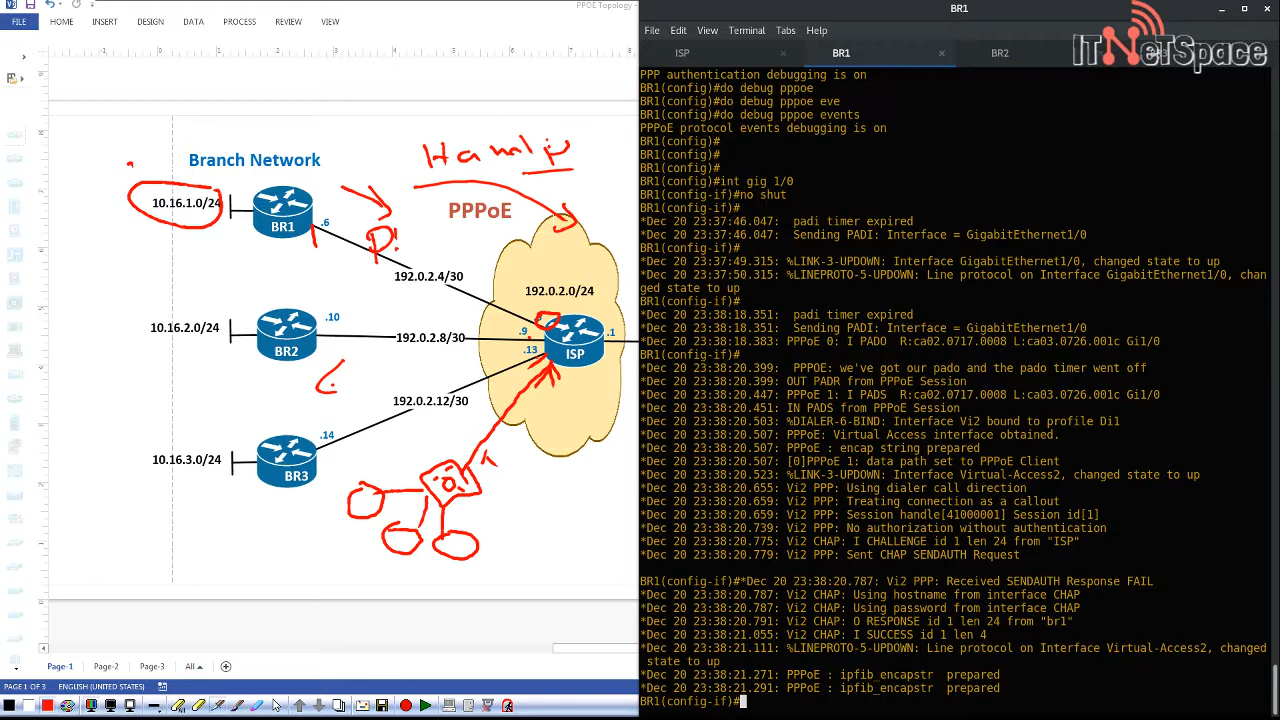 PPOE Topology -
FILE
HOME
INSERT
DESIGN
DATA
PROCESS
REVIEW
VIEW
Branch Network
PPPoE
10.16.1.0/24
BR1
.6
192.0.2.4/30
192.0.2.0/24
10.16.2.0/24
BR2
.10
192.0.2.8/30
.9
.13
ISP
.1
192.0.2.12/30
10.16.3.0/24
BR3
.14
Page-1
Page-2
Page-3
All
PAGE 1 OF 3
ENGLISH (UNITED STATES)
BR1
File Edit View Terminal Tabs Help
ITNeTSpace
ISP
BR1
BR2
PPP authentication debugging is on
BR1(config)#do debug pppoe
BR1(config)#do debug pppoe eve
BR1(config)#do debug pppoe events
PPPoE protocol events debugging is on
BR1(config)#
BR1(config)#
BR1(config)#
BR1(config)#int gig 1/0
BR1(config-if)#no shut
BR1(config-if)#
*Dec 20 23:37:46.047:  padi timer expired
*Dec 20 23:37:46.047:  Sending PADI: Interface = GigabitEthernet1/0
BR1(config-if)#
*Dec 20 23:37:49.315: %LINK-3-UPDOWN: Interface GigabitEthernet1/0, changed state to up
*Dec 20 23:37:50.315: %LINEPROTO-5-UPDOWN: Line protocol on Interface GigabitEthernet1/0, chan
ged state to up
BR1(config-if)#
*Dec 20 23:38:18.351:  padi timer expired
*Dec 20 23:38:18.351:  Sending PADI: Interface = GigabitEthernet1/0
*Dec 20 23:38:18.383: PPPoE 0: I PADO  R:ca02.0717.0008 L:ca03.0726.001c Gi1/0
BR1(config-if)#
*Dec 20 23:38:20.399:  PPPOE: we've got our pado and the pado timer went off
*Dec 20 23:38:20.399: OUT PADR from PPPoE Session
*Dec 20 23:38:20.447: PPPoE 1: I PADS  R:ca02.0717.0008 L:ca03.0726.001c Gi1/0
*Dec 20 23:38:20.451: IN PADS from PPPoE Session
*Dec 20 23:38:20.503: %DIALER-6-BIND: Interface Vi2 bound to profile Di1
*Dec 20 23:38:20.507: PPPoE: Virtual Access interface obtained.
*Dec 20 23:38:20.507: PPPoE : encap string prepared
*Dec 20 23:38:20.507: [0]PPPoE 1: data path set to PPPoE Client
*Dec 20 23:38:20.523: %LINK-3-UPDOWN: Interface Virtual-Access2, changed state to up
*Dec 20 23:38:20.655: Vi2 PPP: Using dialer call direction
*Dec 20 23:38:20.659: Vi2 PPP: Treating connection as a callout
*Dec 20 23:38:20.659: Vi2 PPP: Session handle[41000001] Session id[1]
*Dec 20 23:38:20.739: Vi2 PPP: No authorization without authentication
*Dec 20 23:38:20.775: Vi2 CHAP: I CHALLENGE id 1 len 24 from "ISP"
*Dec 20 23:38:20.779: Vi2 PPP: Sent CHAP SENDAUTH Request
BR1(config-if)#*Dec 20 23:38:20.787: Vi2 PPP: Received SENDAUTH Response FAIL
*Dec 20 23:38:20.787: Vi2 CHAP: Using hostname from interface CHAP
*Dec 20 23:38:20.787: Vi2 CHAP: Using password from interface CHAP
*Dec 20 23:38:20.791: Vi2 CHAP: O RESPONSE id 1 len 24 from "br1"
*Dec 20 23:38:21.055: Vi2 CHAP: I SUCCESS id 1 len 4
*Dec 20 23:38:21.111: %LINEPROTO-5-UPDOWN: Line protocol on Interface Virtual-Access2, changed
state to up
*Dec 20 23:38:21.271: PPPoE : ipfib_encapstr  prepared
*Dec 20 23:38:21.291: PPPoE : ipfib_encapstr  prepared
BR1(config-if)#